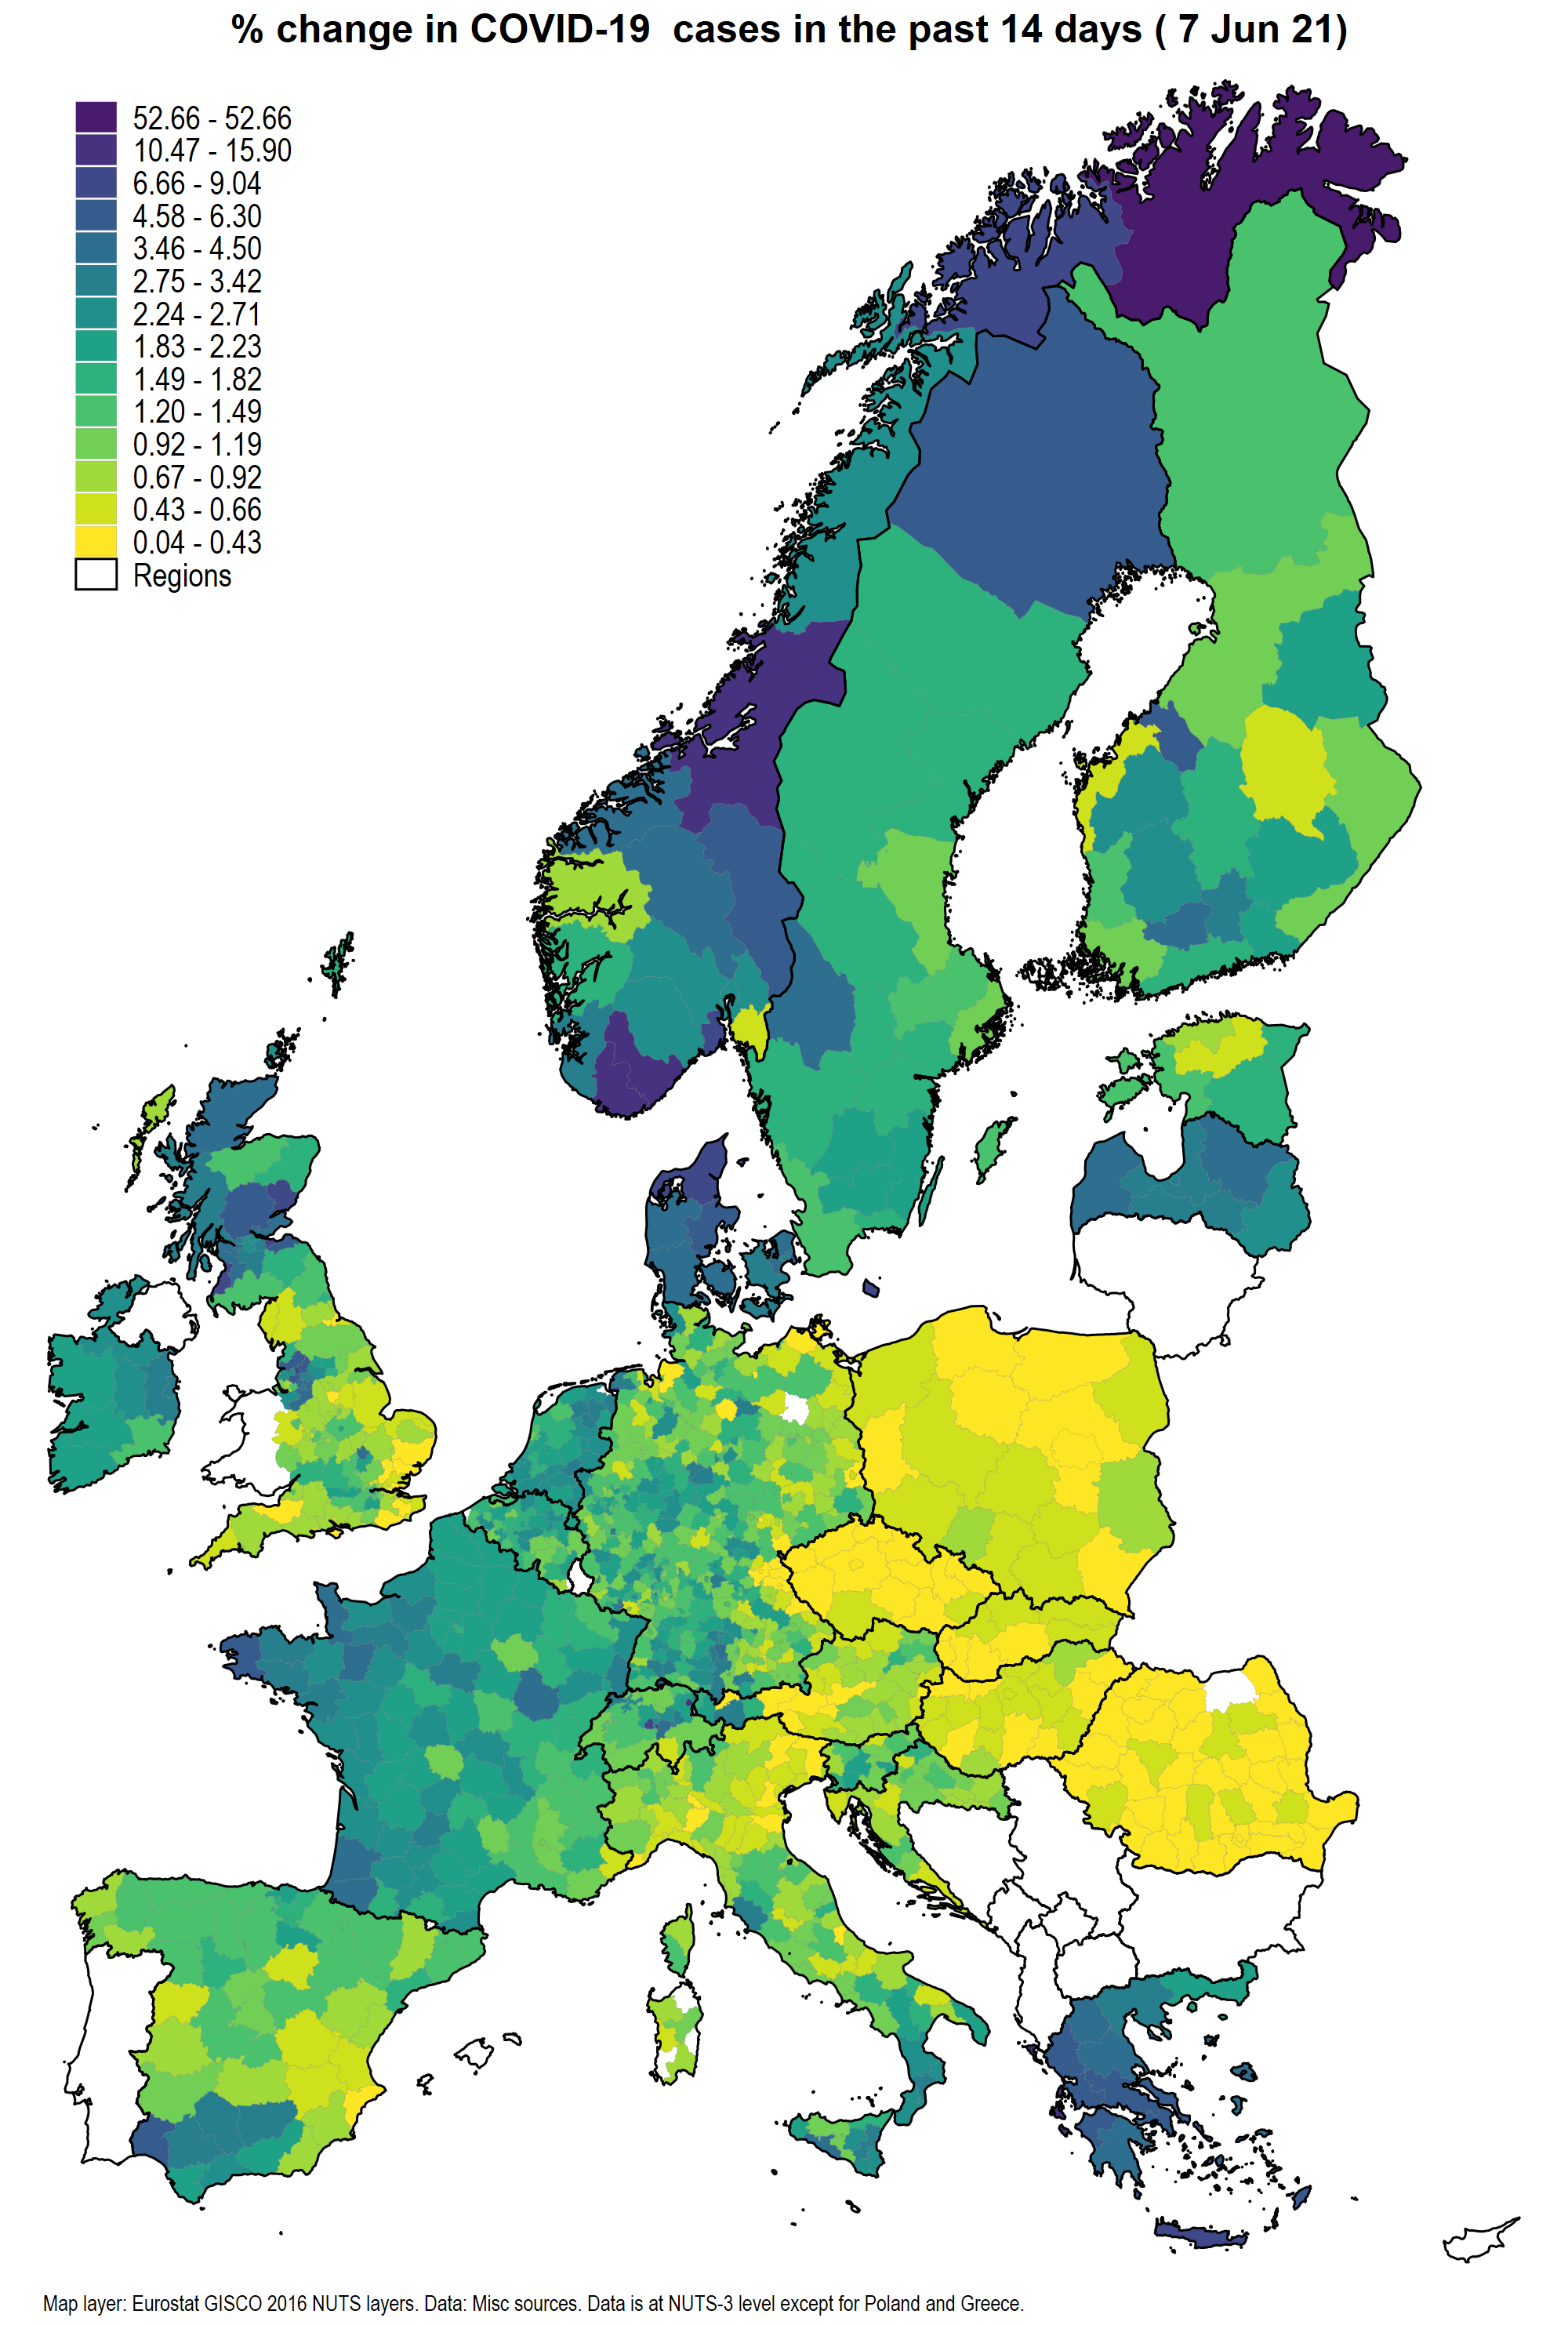 % change in COVID-19  cases in the past 14 days ( 7 Jun 21)
52.66 - 52.66
10.47 - 15.90
6.66 - 9.04
4.58 - 6.30
3.46 - 4.50
2.75 - 3.42
2.24 - 2.71
1.83 - 2.23
1.49 - 1.82
1.20 - 1.49
0.92 - 1.19
0.67 - 0.92
0.43 - 0.66
0.04 - 0.43
Regions
Map layer: Eurostat GISCO 2016 NUTS layers. Data: Misc sources. Data is at NUTS-3 level except for Poland and Greece.